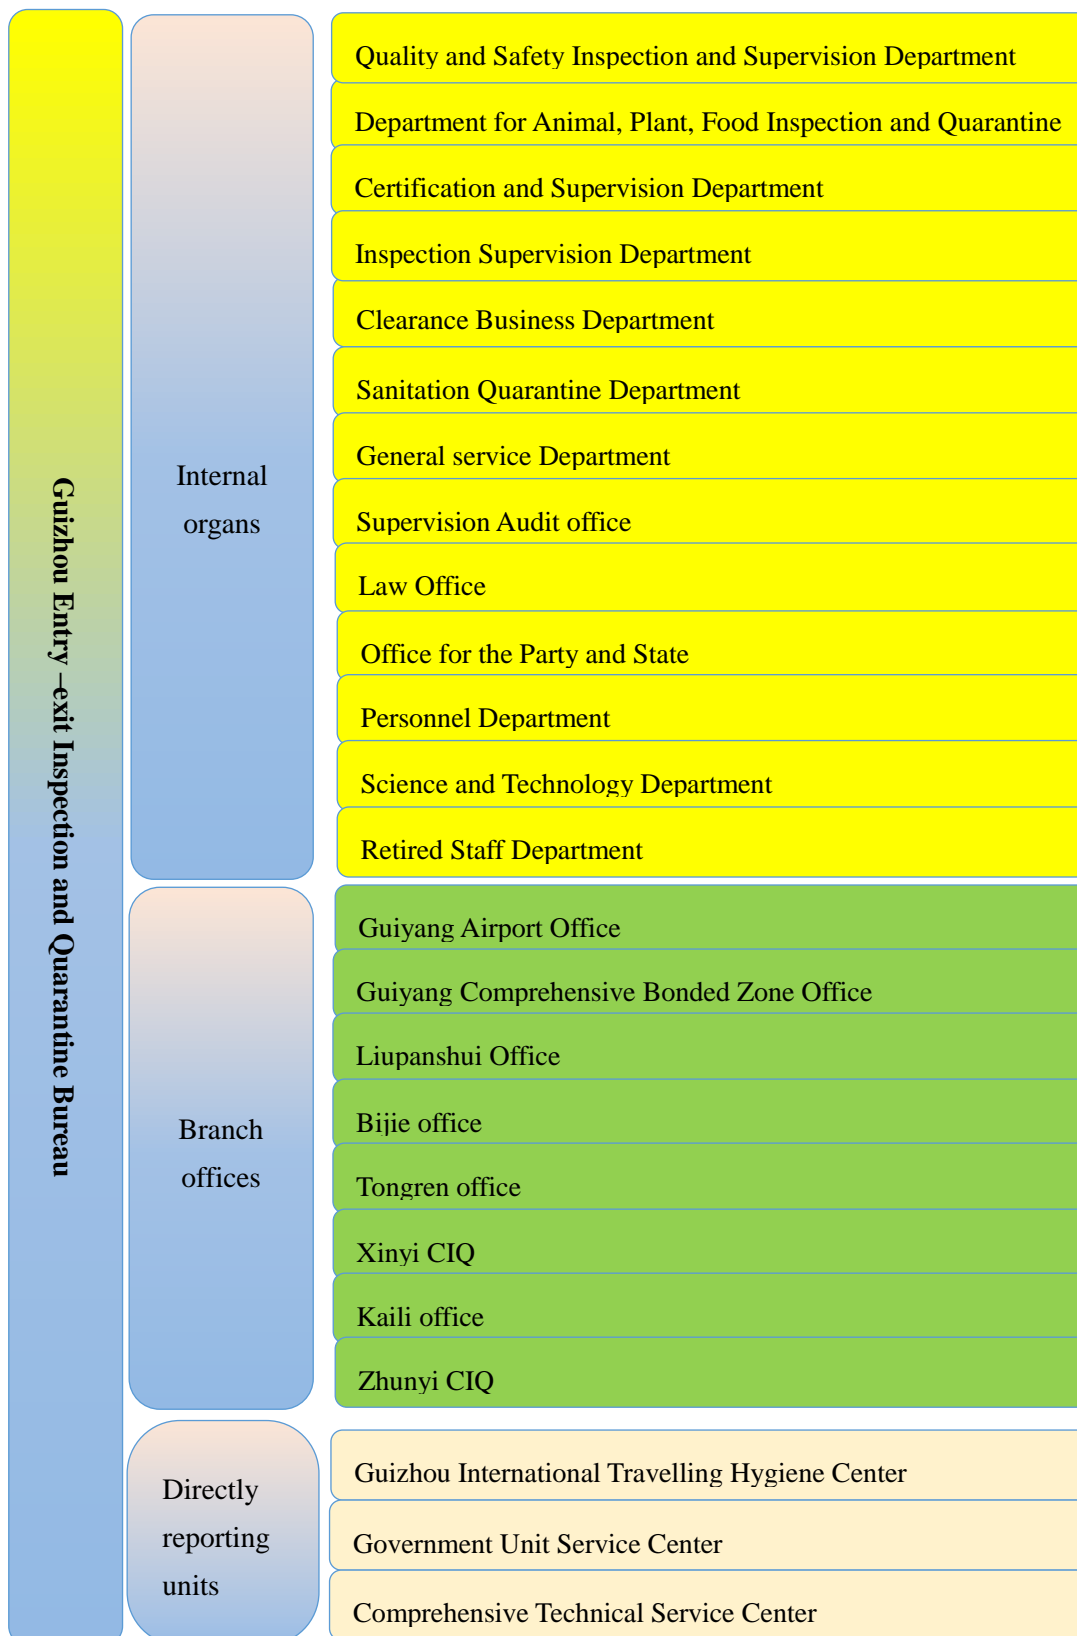 Guizhou Entry –exit Inspection and Quarantine Bureau
Internal
organs
Quality and Safety Inspection and Supervision Department
Department for Animal, Plant, Food Inspection and Quarantine
Certification and Supervision Department
Inspection Supervision Department
Clearance Business Department
Sanitation Quarantine Department
General service Department
Supervision Audit office
Law Office
Office for the Party and State
Personnel Department
Science and Technology Department
Retired Staff Department
Branch
offices
Guiyang Airport Office
Guiyang Comprehensive Bonded Zone Office
Liupanshui Office
Bijie office
Tongren office
Xinyi CIQ
Kaili office
Zhunyi CIQ
Directly
reporting
units
Guizhou International Travelling Hygiene Center
Government Unit Service Center
Comprehensive Technical Service Center